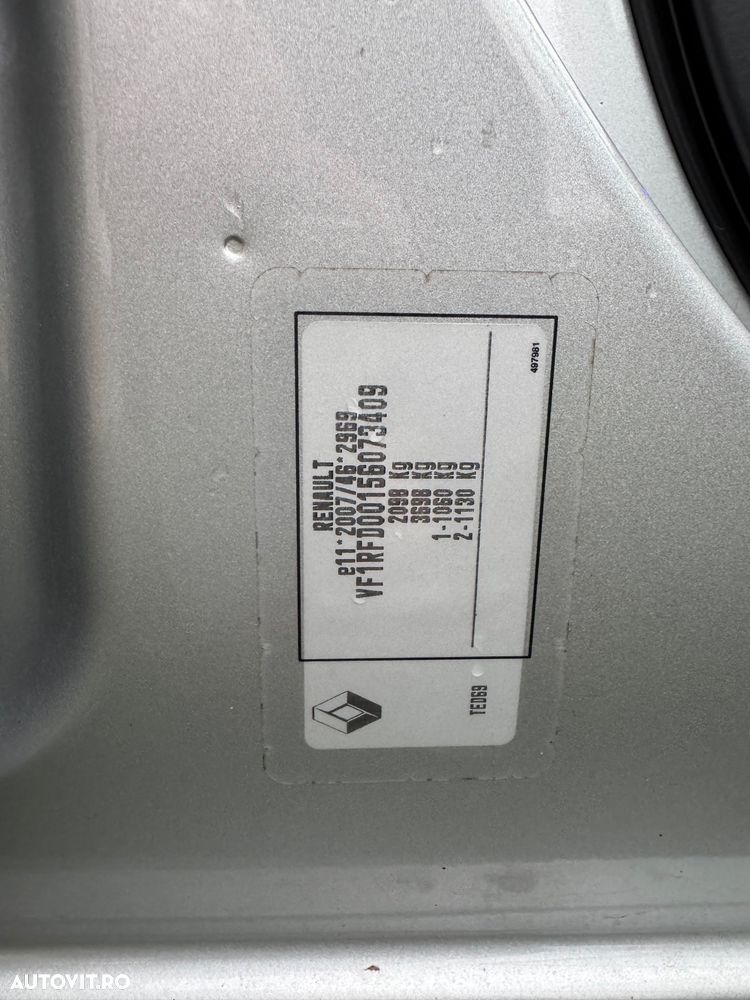 RENAULT
e11*2007/46*2969
VF1RFD00156073409
2098 Kg
3698 Kg
1-1060 Kg
2-1130 Kg
497981
TED69
AUTOVIT.RO